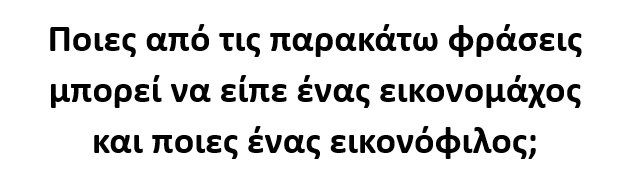 Ποιες από τις παρακάτω φράσεις
μπορεί να είπε ένας εικονομάχος
και ποιες ένας εικονόφιλος;